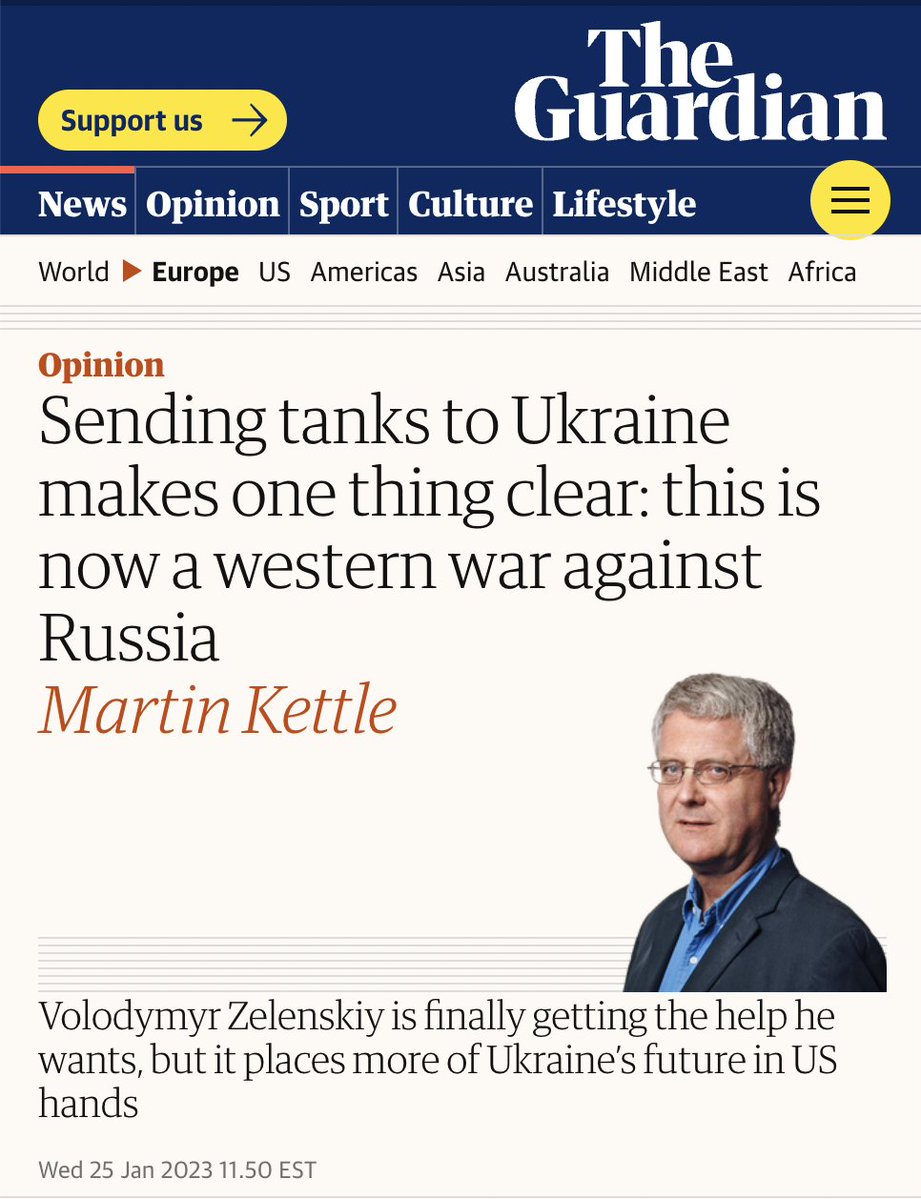 The
Guardian
Support us
News Opinion Sport Culture Lifestyle
World Europe US Americas Asia Australia Middle East Africa
Opinion
Sending tanks to Ukraine
makes one thing clear: this is
now a western war against
Russia
Martin Kettle
Volodymyr Zelenskiy is finally getting the help he
wants, but it places more of Ukraine’s future in US
hands
Wed 25 Jan 2023 11.50 EST